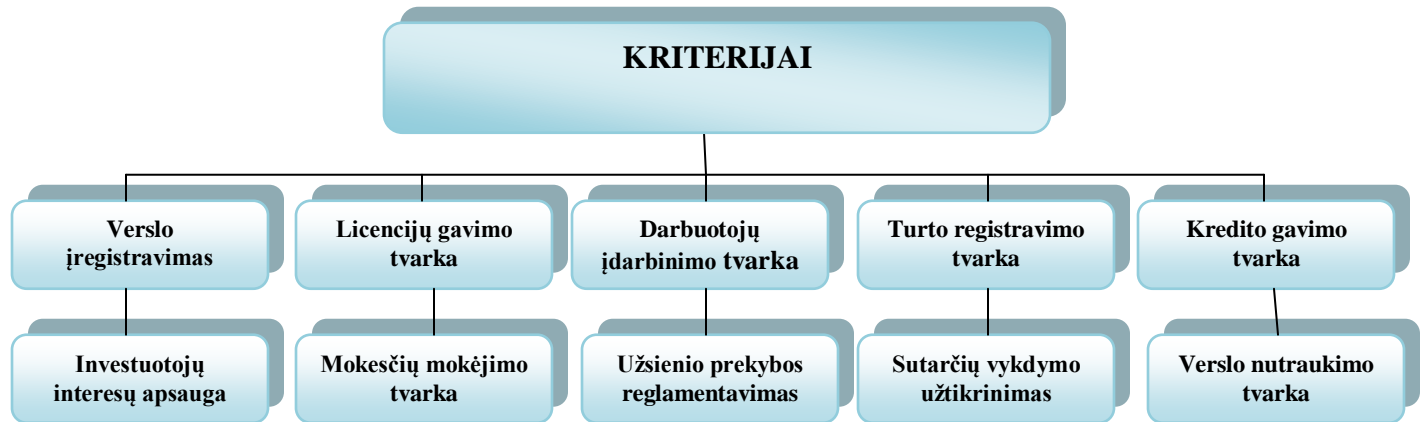 KRITERIJAI
Verslo
įregistravimas
Licencijų gavimo
tvarka
Darbuotojų
įdarbinimo tvarka
Turto registravimo
tvarka
Kredito gavimo
tvarka
Investuotojų
interesų apsauga
Mokesčių mokėjimo
tvarka
Užsienio prekybos
reglamentavimas
Sutarčių vykdymo
užtikrinimas
Verslo nutraukimo
tvarka